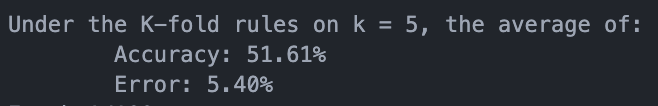 Under the K-fold rules on k = 5, the average of:
Accuracy: 51.61%
Error: 5.40%